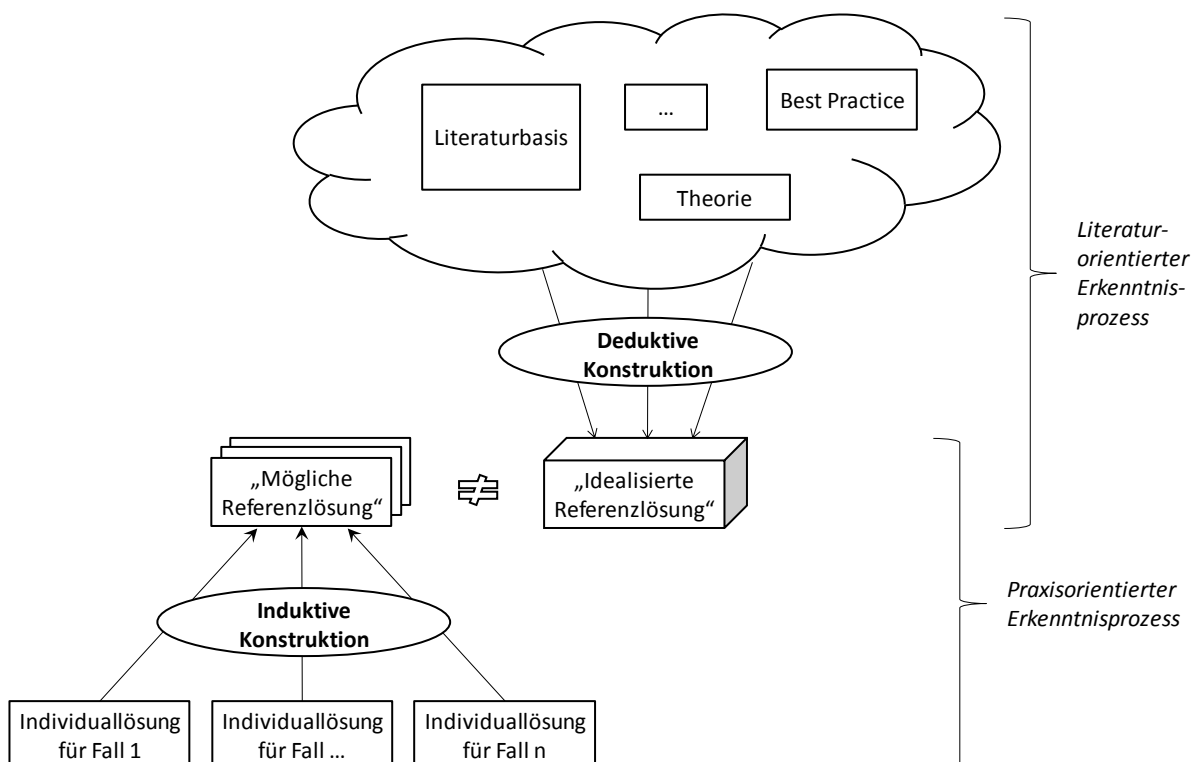 Literaturbasis
...
Best Practice
Theorie
Literatur-
orientierter
Erkenntnis-
prozess
Deduktive
Konstruktion
„Mögliche
Referenzlösung“
≠
„Idealisierte
Referenzlösung“
Praxisorientierter
Erkenntnisprozess
Induktive
Konstruktion
Individuallösung
für Fall 1
Individuallösung
für Fall ...
Individuallösung
für Fall n